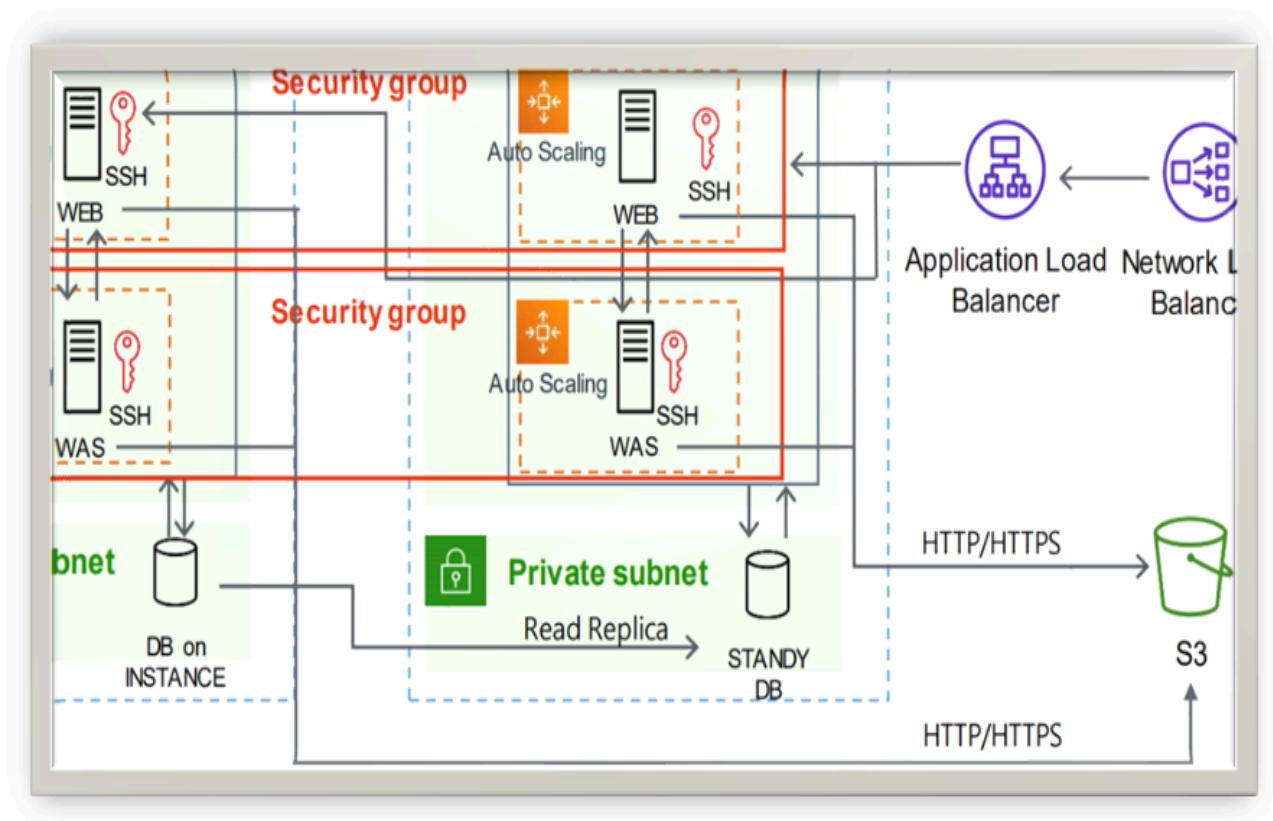 Security group
SSH
WEB
Auto Scaling
SSH
WEB
Application Load
Balancer
Network L
Balanc
Security group
SSH
WAS
Auto Scaling
SSH
WAS
bnet
DB on
INSTANCE
Private subnet
Read Replica
STANDY
DB
HTTP/HTTPS
S3
HTTP/HTTPS